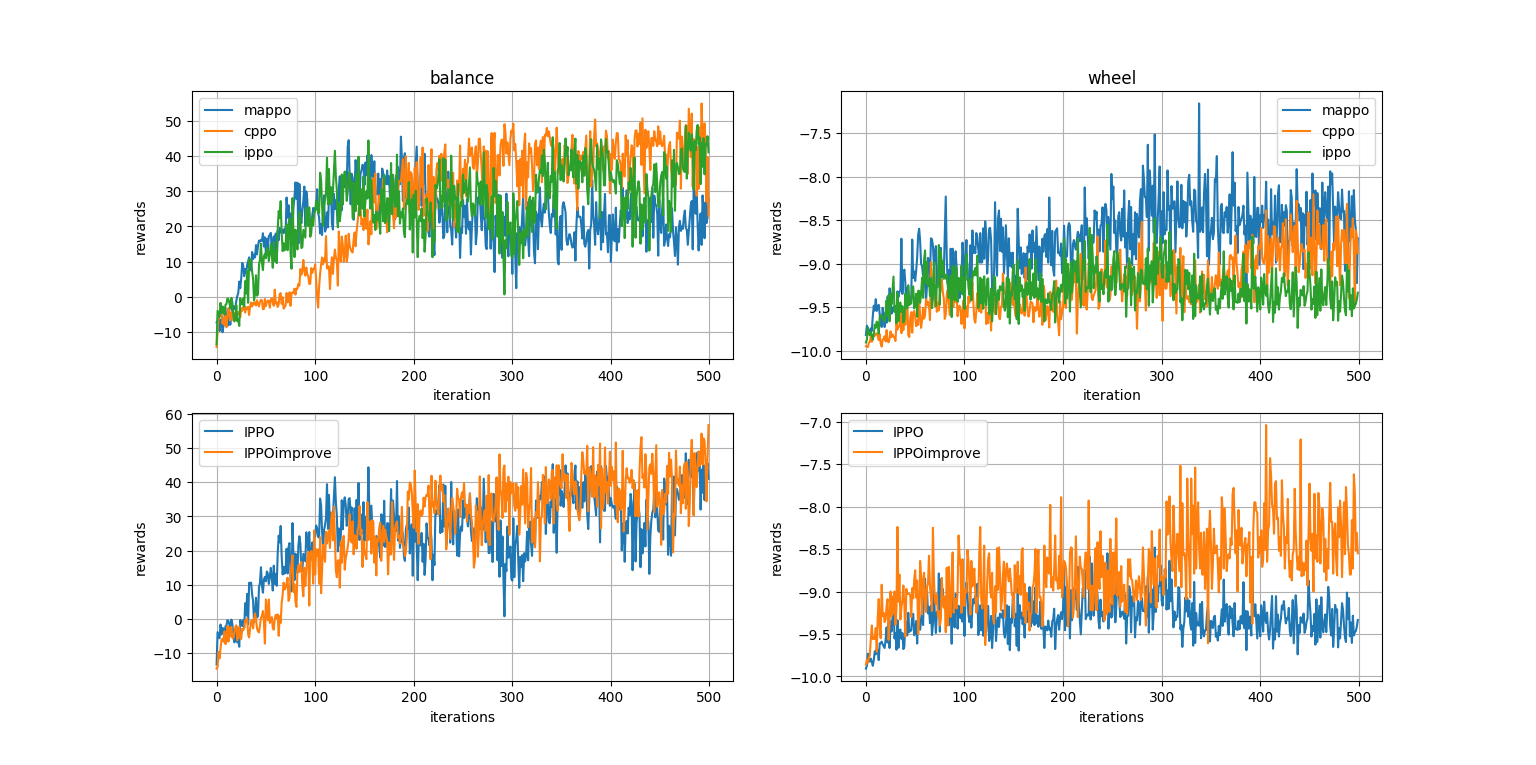 balance
mappo
cppo
ippo
rewards
50
40
30
20
10
0
−10
0 100 200 300 400 500
iteration
wheel
mappo
cppo
ippo
rewards
−7.5
−8.0
−8.5
−9.0
−9.5
−10.0
0 100 200 300 400 500
iteration
IPPO
IPPOimprove
rewards
60
50
40
30
20
10
0
−10
0 100 200 300 400 500
iterations
IPPO
IPPOimprove
rewards
−7.0
−7.5
−8.0
−8.5
−9.0
−9.5
−10.0
0 100 200 300 400 500
iterations